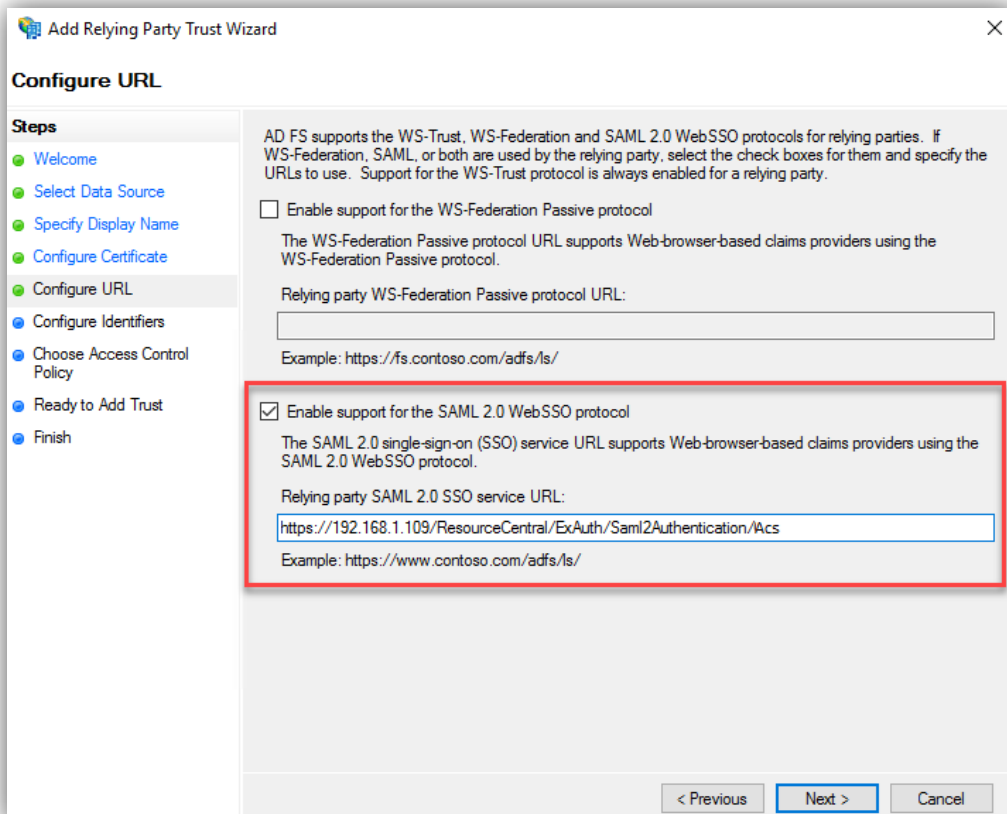 Add Relying Party Trust Wizard
Configure URL
Steps
Welcome
Select Data Source
Specify Display Name
Configure Certificate
Configure URL
Configure Identifiers
Choose Access Control
Policy
Ready to Add Trust
Finish
AD FS supports the WS-Trust, WS-Federation and SAML 2.0 WebSSO protocols for relying parties. If
WS-Federation, SAML, or both are used by the relying party, select the check boxes for them and specify the
URLs to use. Support for the WS-Trust protocol is always enabled for a relying party.
Enable support for the WS-Federation Passive protocol
The WS-Federation Passive protocol URL supports Web-browser-based claims providers using the
WS-Federation Passive protocol.
Relying party WS-Federation Passive protocol URL:
Example: https://fs.contoso.com/adfs/ls/
Enable support for the SAML 2.0 WebSSO protocol
The SAML 2.0 single-sign-on (SSO) service URL supports Web-browser-based claims providers using the
SAML 2.0 WebSSO protocol.
Relying party SAML 2.0 SSO service URL:
https://192.168.1.109/ResourceCentral/ExAuth/Saml2Authentication/Acs
Example: https://www.contoso.com/adfs/ls/
< Previous
Next >
Cancel